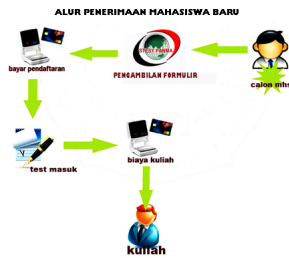 ALUR PENERIMAAN MAHASISWA BARU
PENGAMBILAN FORMULIR
calon mhs
bayar pendaftaran
test masuk
biaya kuliah
kuliah